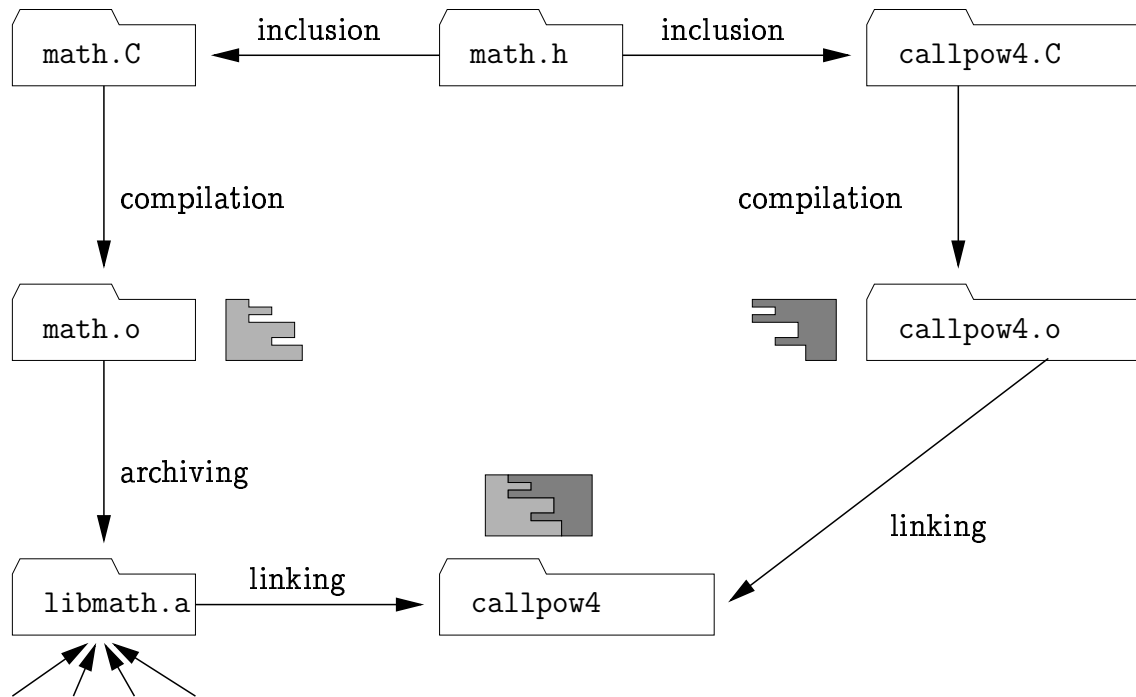 inclusion inclusion
math.C math.h callpow4.C
compilation compilation
math.o callpow4.o
archiving
linking
linking
libmath.a callpow4